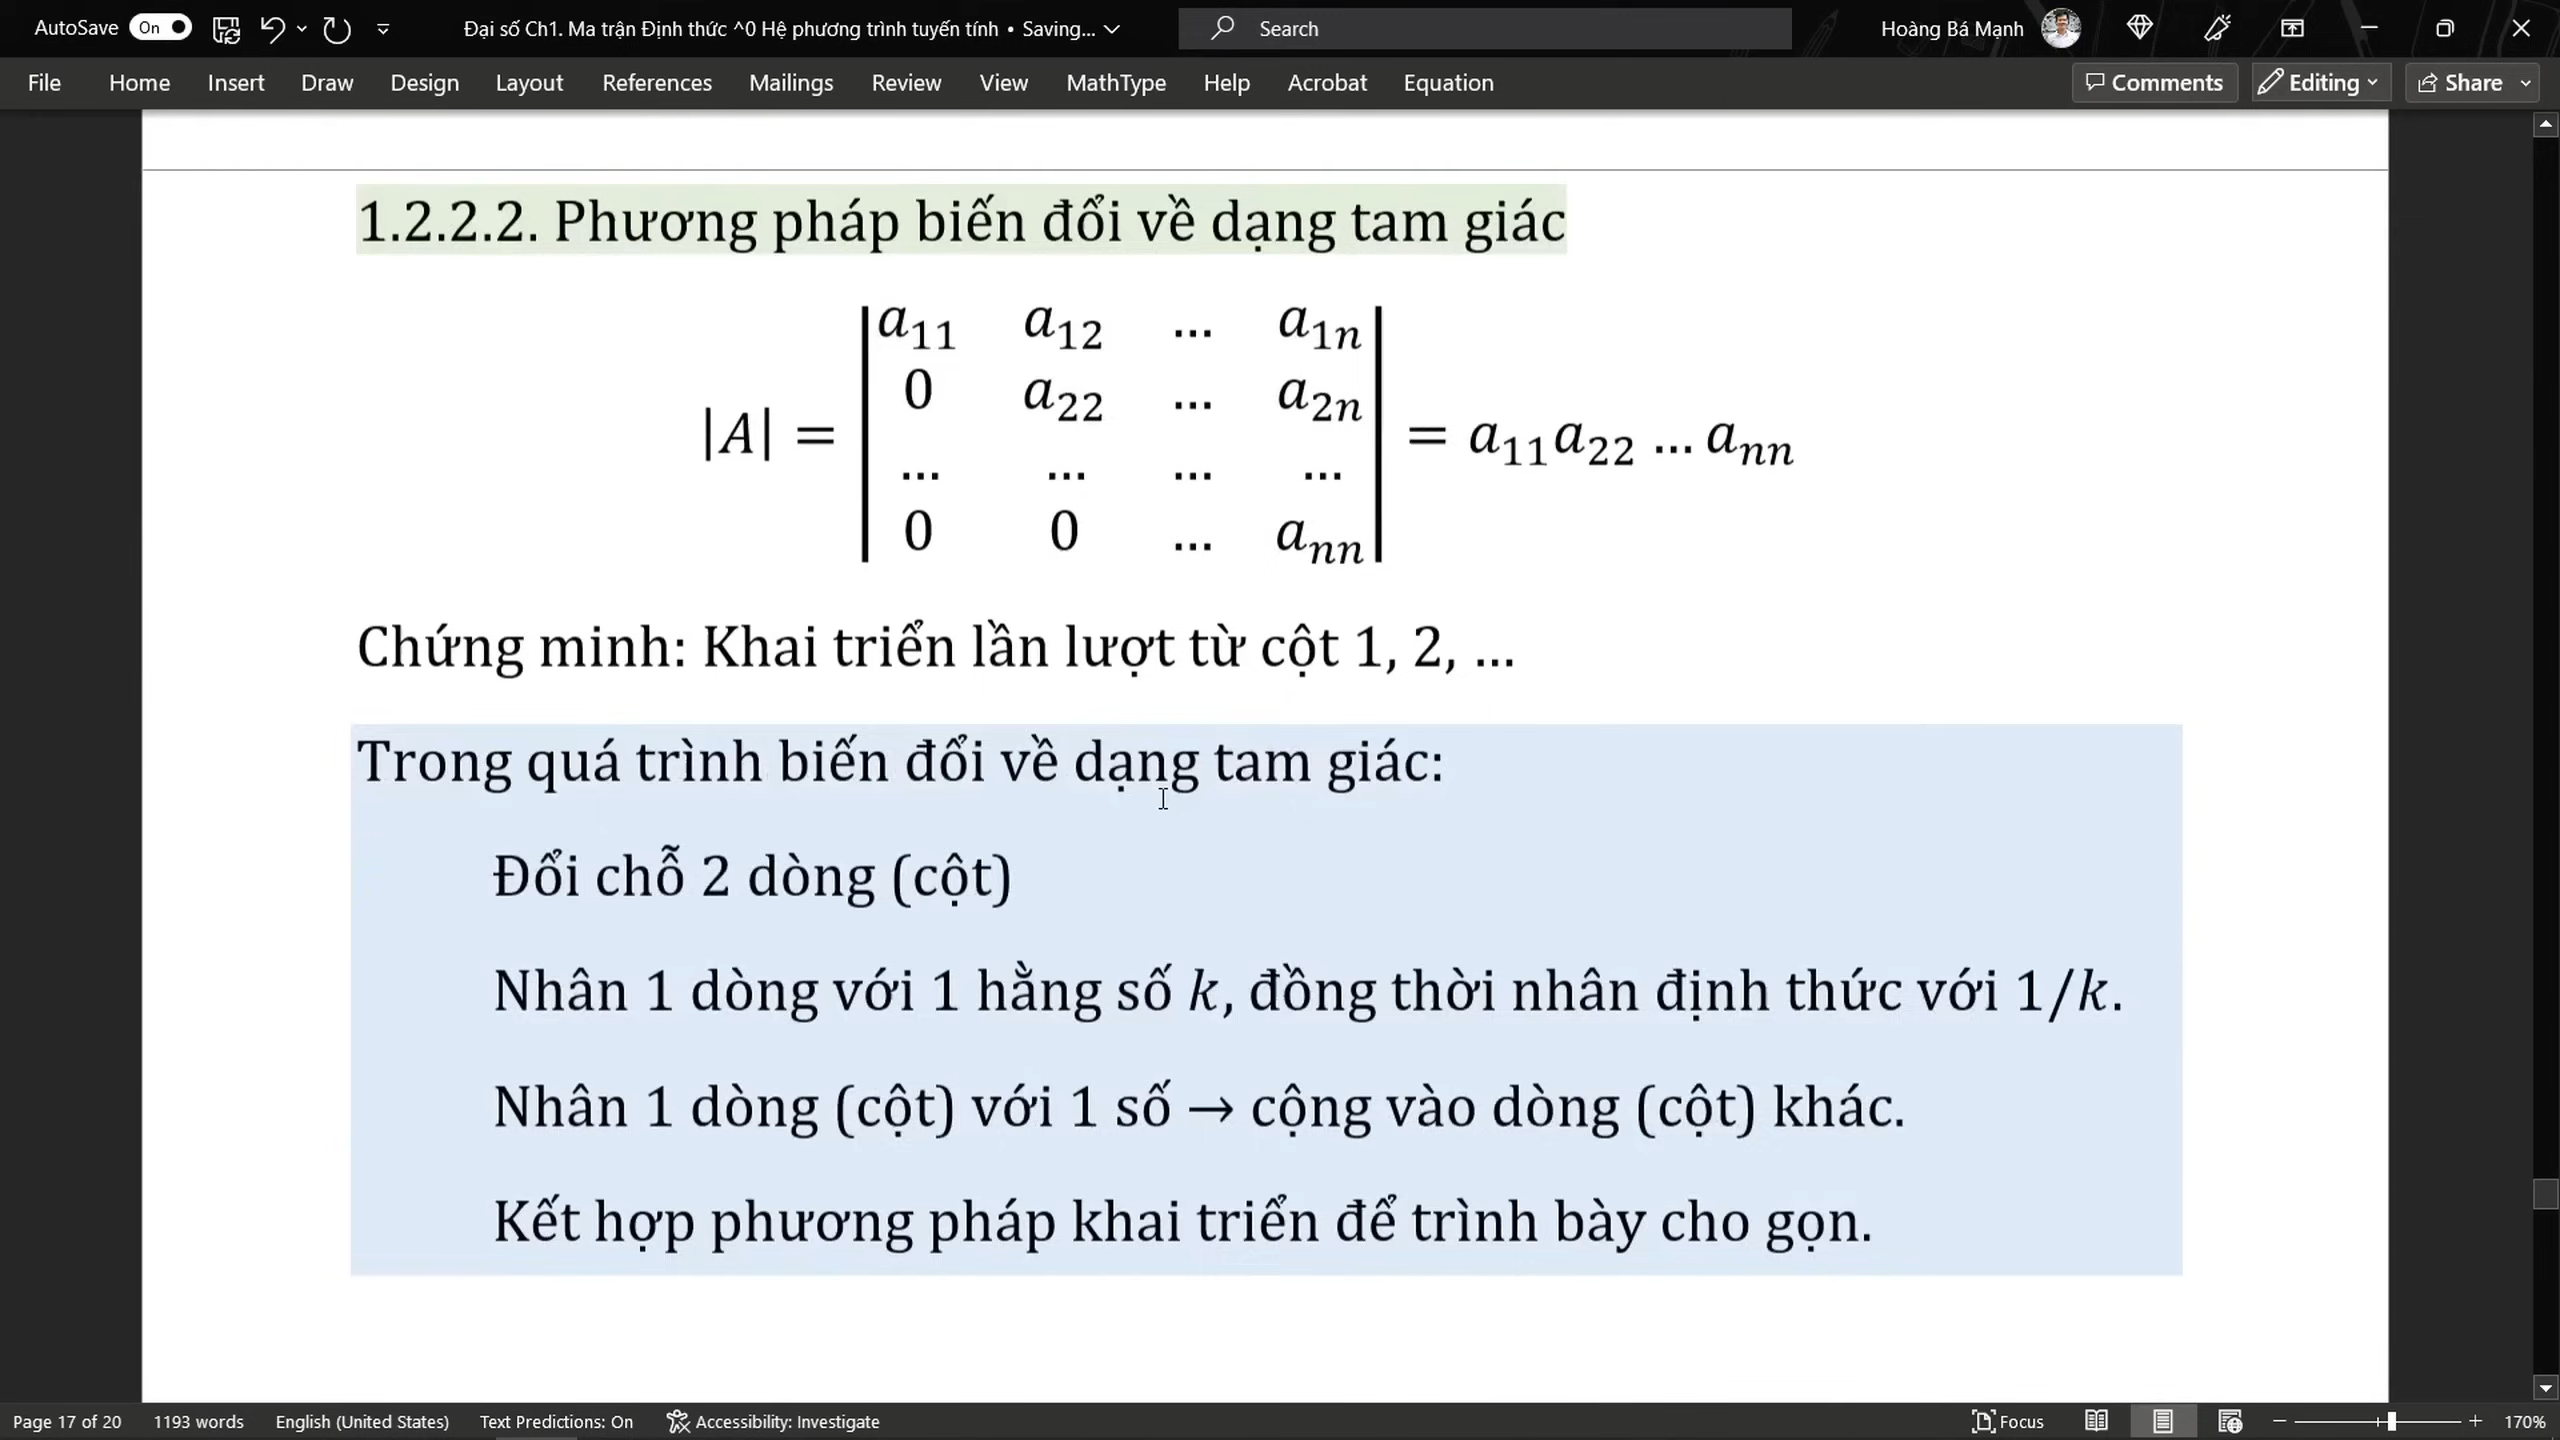 AutoSave On Đại số Ch1. Ma trận Định thức ^0 Hệ phương trình tuyến tính • Saving... Search Hoàng Bá Mạnh
File Home Insert Draw Design Layout References Mailings Review View MathType Help Acrobat Equation Comments Editing Share
1.2.2.2. Phương pháp biến đổi về dạng tam giác
a₁₁ a₁₂ ... a₁ₙ
0 a₂₂ ... a₂ₙ
|A| = = a₁₁a₂₂ ... aₙₙ
... ... ... ...
0 0 ... aₙₙ
Chứng minh: Khai triển lần lượt từ cột 1, 2, ...
Trong quá trình biến đổi về dạng tam giác:
Đổi chỗ 2 dòng (cột)
Nhân 1 dòng với 1 hằng số k, đồng thời nhân định thức với 1/k.
Nhân 1 dòng (cột) với 1 số → cộng vào dòng (cột) khác.
Kết hợp phương pháp khai triển để trình bày cho gọn.
Page 17 of 20 1193 words English (United States) Text Predictions: On Accessibility: Investigate Focus 170%